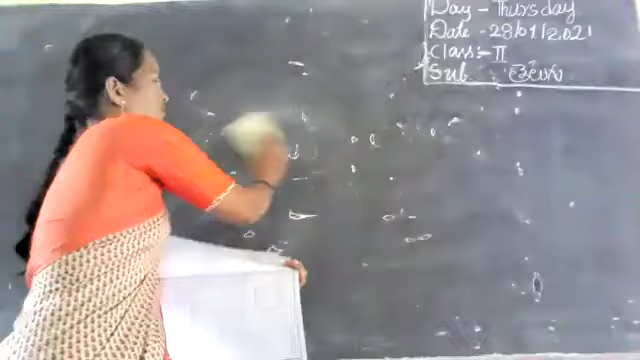 Day - Thursday
Date - 28/01/2021
Class:- II
Sub : తెలుగు